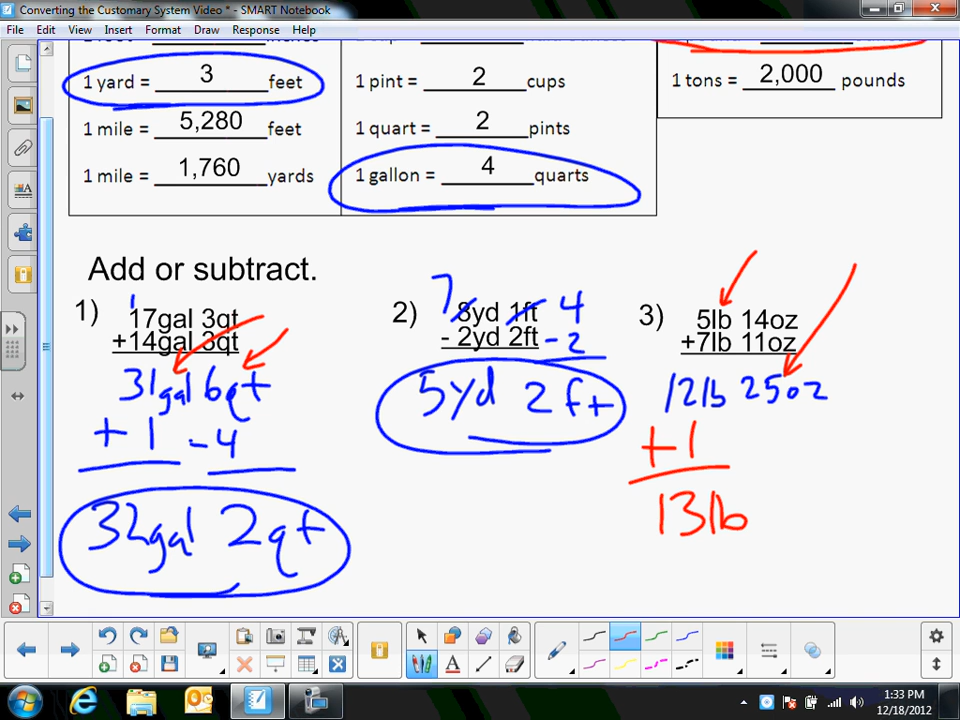 Converting the Customary System Video * - SMART Notebook
File Edit View Insert Format Draw Response Help
1 yard = 3 feet
1 mile = 5,280 feet
1 mile = 1,760 yards
1 pint = 2 cups
1 quart = 2 pints
1 gallon = 4 quarts
1 tons = 2,000 pounds
Add or subtract.
1)
1
17gal 3qt
+14gal 3qt
31gal 6qt
+ 1 - 4
32gal 2qt
2)
7 4
8yd 1ft
- 2yd 2ft - 2
5yd 2ft
3)
5lb 14oz
+7lb 11oz
12lb 25oz
+1
13lb
A
1:33 PM
12/18/2012